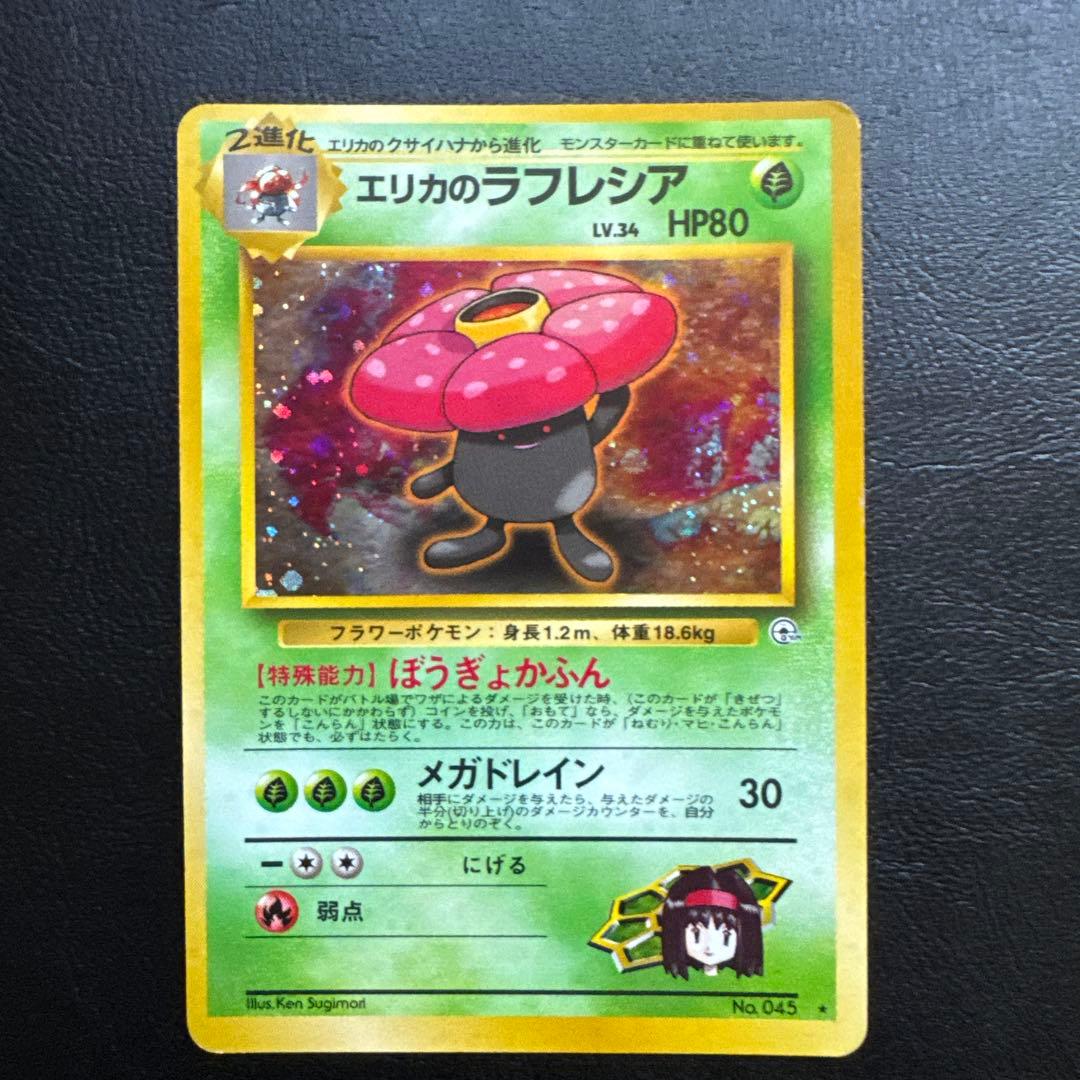 2進化 エリカのクサイハナから進化 モンスターカードに重ねて使います。
エリカのラフレシア
LV.34 HP80
フラワーポケモン：身長1.2m、体重18.6kg
【特殊能力】ぼうぎょかふん
このカードがバトル場でワザによるダメージを受けた時、（このカードが「きぜつ」
するしないにかかわらず）コインを投げ、「おもて」なら、ダメージを与えたポケモ
ンを「こんらん」状態にする。この力は、このカードが「ねむり・マヒ・こんらん」
状態でも、必ずはたらく。
メガドレイン 30
相手にダメージを与えたら、与えたダメージの
半分(切り上げ)のダメージカウンターを、自分
からとりのぞく。
ー にげる
弱点
Illus. Ken Sugimori No. 045 ★